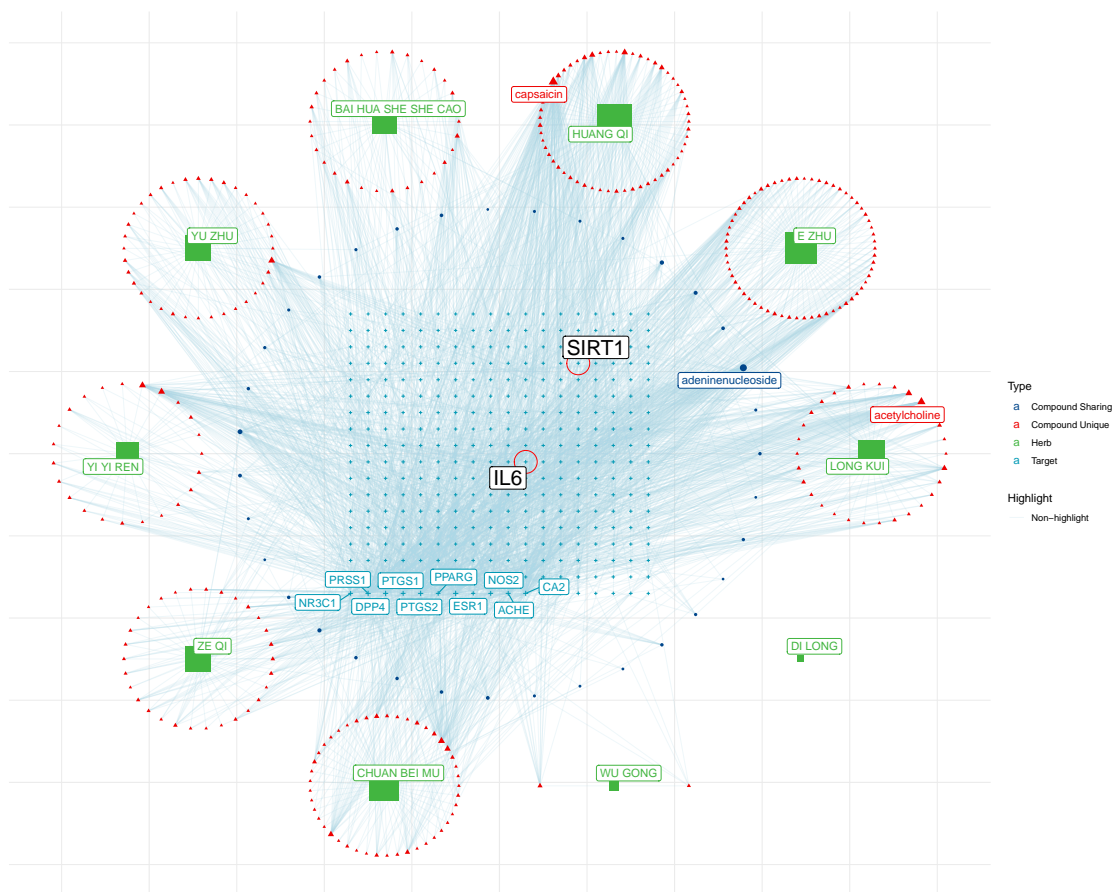 capsaicin
BAI HUA SHE SHE CAO
HUANG QI
YU ZHU
E ZHU
SIRT1
adeninenucleoside
acetylcholine
YI YI REN
LONG KUI
IL6
PRSS1
PTGS1
PPARG
NOS2
CA2
NR3C1
DPP4
PTGS2
ESR1
ACHE
ZE QI
DI LONG
CHUAN BEI MU
WU GONG
Type
a Compound Sharing
a Compound Unique
a Herb
a Target
Highlight
Non−highlight